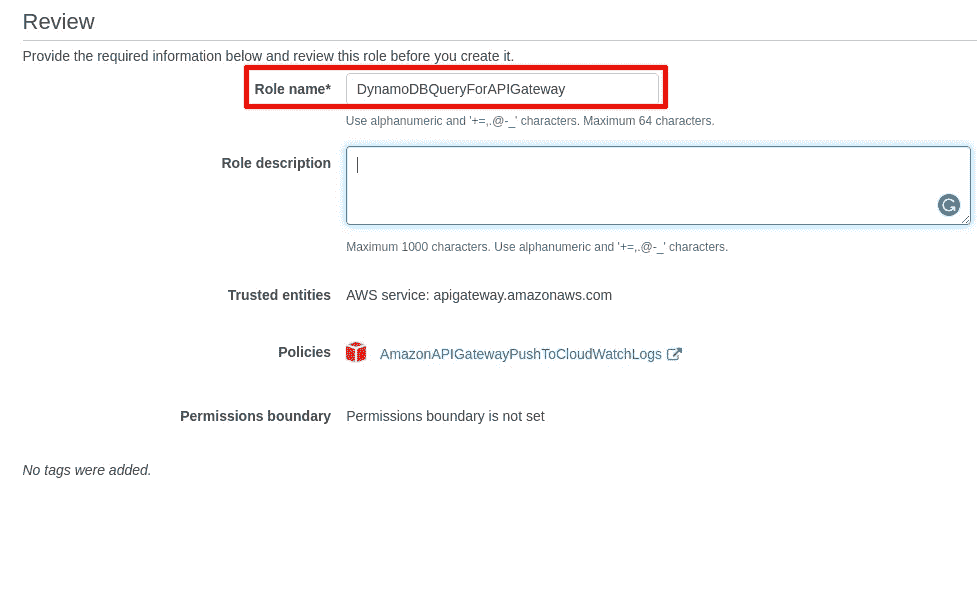 Review
Provide the required information below and review this role before you create it.
Role name* DynamoDBQueryForAPIGateway
Use alphanumeric and '+=,.@-_' characters. Maximum 64 characters.
Role description
Maximum 1000 characters. Use alphanumeric and '+=,.@-_' characters.
Trusted entities AWS service: apigateway.amazonaws.com
Policies AmazonAPIGatewayPushToCloudWatchLogs
Permissions boundary Permissions boundary is not set
No tags were added.